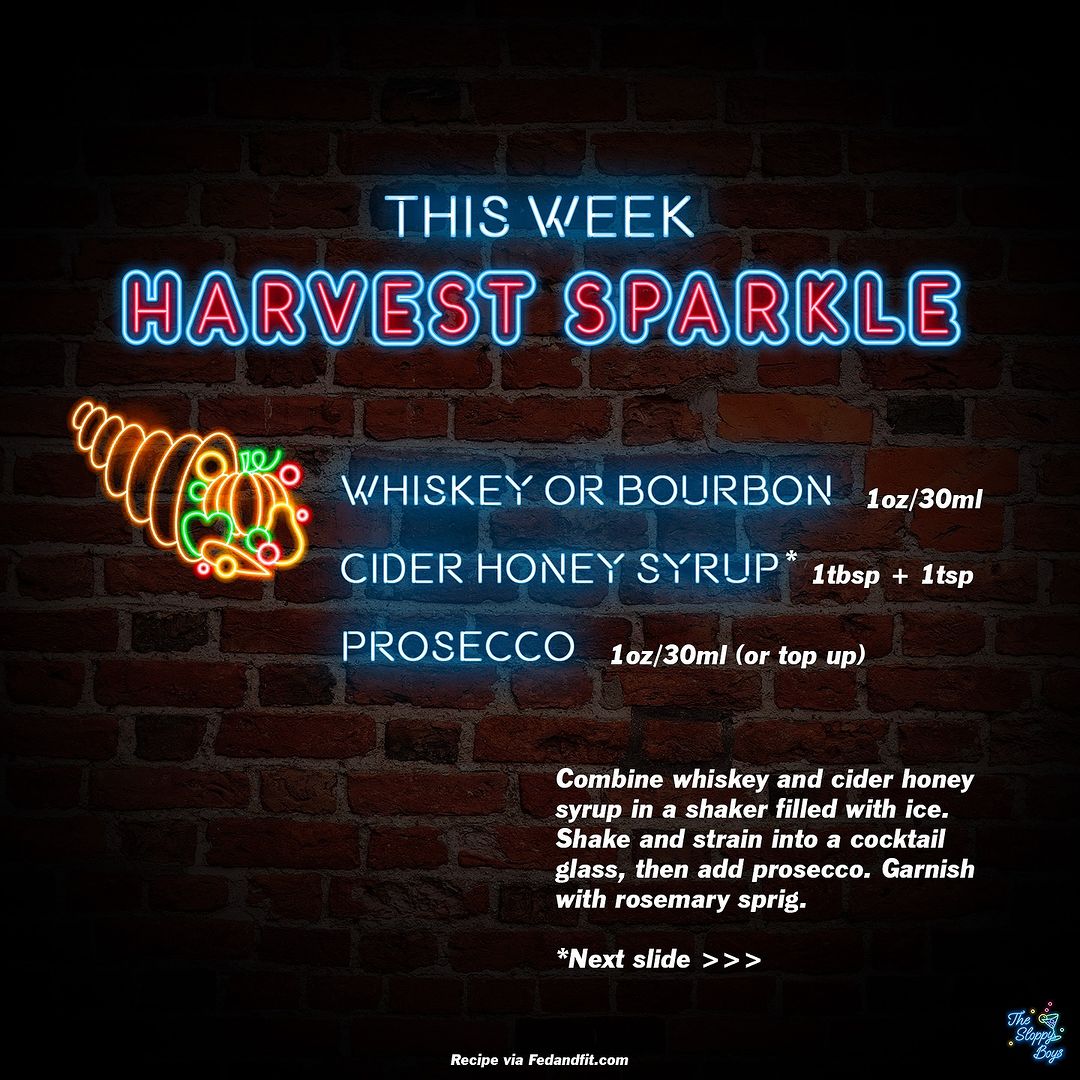 THIS WEEK
HARVEST SPARKLE
WHISKEY OR BOURBON 1oz/30ml
CIDER HONEY SYRUP* 1tbsp + 1tsp
PROSECCO 1oz/30ml (or top up)
Combine whiskey and cider honey
syrup in a shaker filled with ice.
Shake and strain into a cocktail
glass, then add prosecco. Garnish
with rosemary sprig.
*Next slide >>>
The
Sloppy
Boys
Recipe via Fedandfit.com